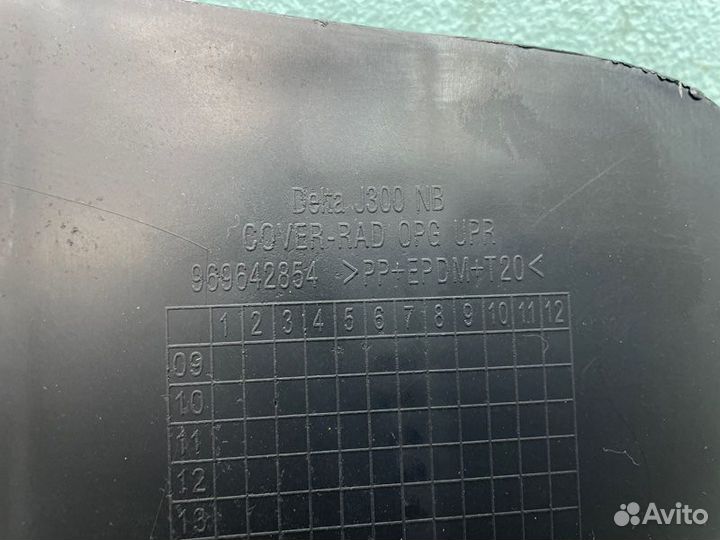 Delta J300 NB
COVER-RAD OPG UPR
969642854 >PP+EPDM+T20<
1 2 3 4 5 6 7 8 9 10 11 12
09
10
11
12
13
Avito